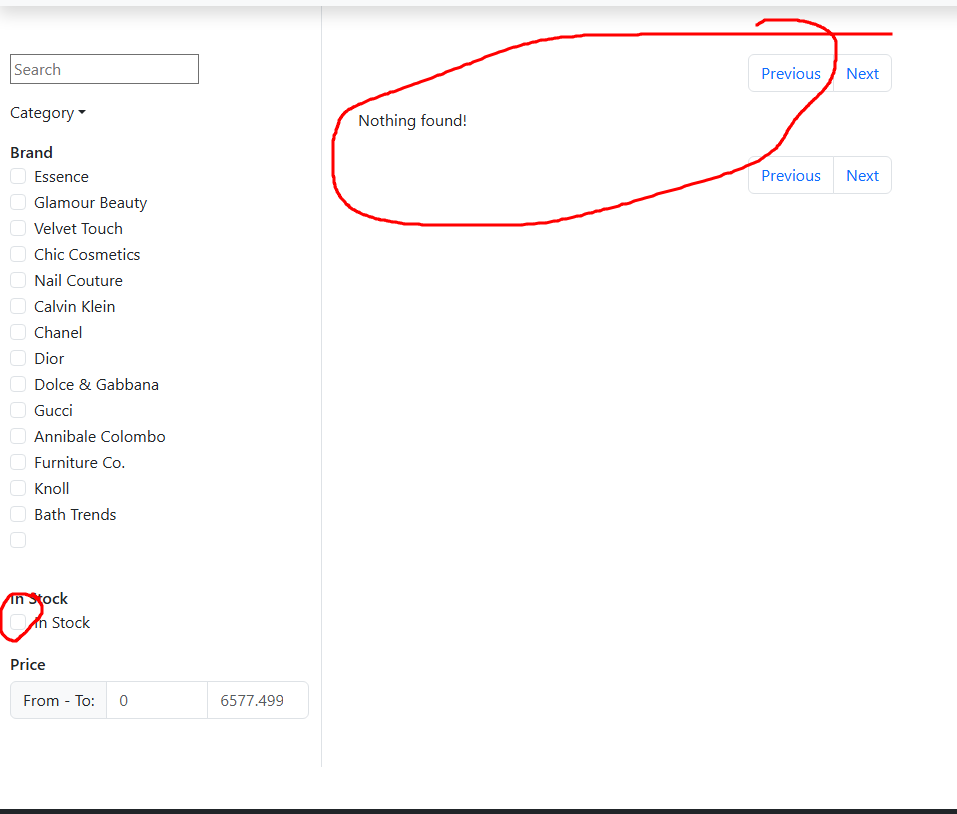 Search
Category
Brand
Essence
Glamour Beauty
Velvet Touch
Chic Cosmetics
Nail Couture
Calvin Klein
Chanel
Dior
Dolce & Gabbana
Gucci
Annibale Colombo
Furniture Co.
Knoll
Bath Trends
In Stock
In Stock
Price
From - To: 0 6577.499
Previous Next
Nothing found!
Previous Next